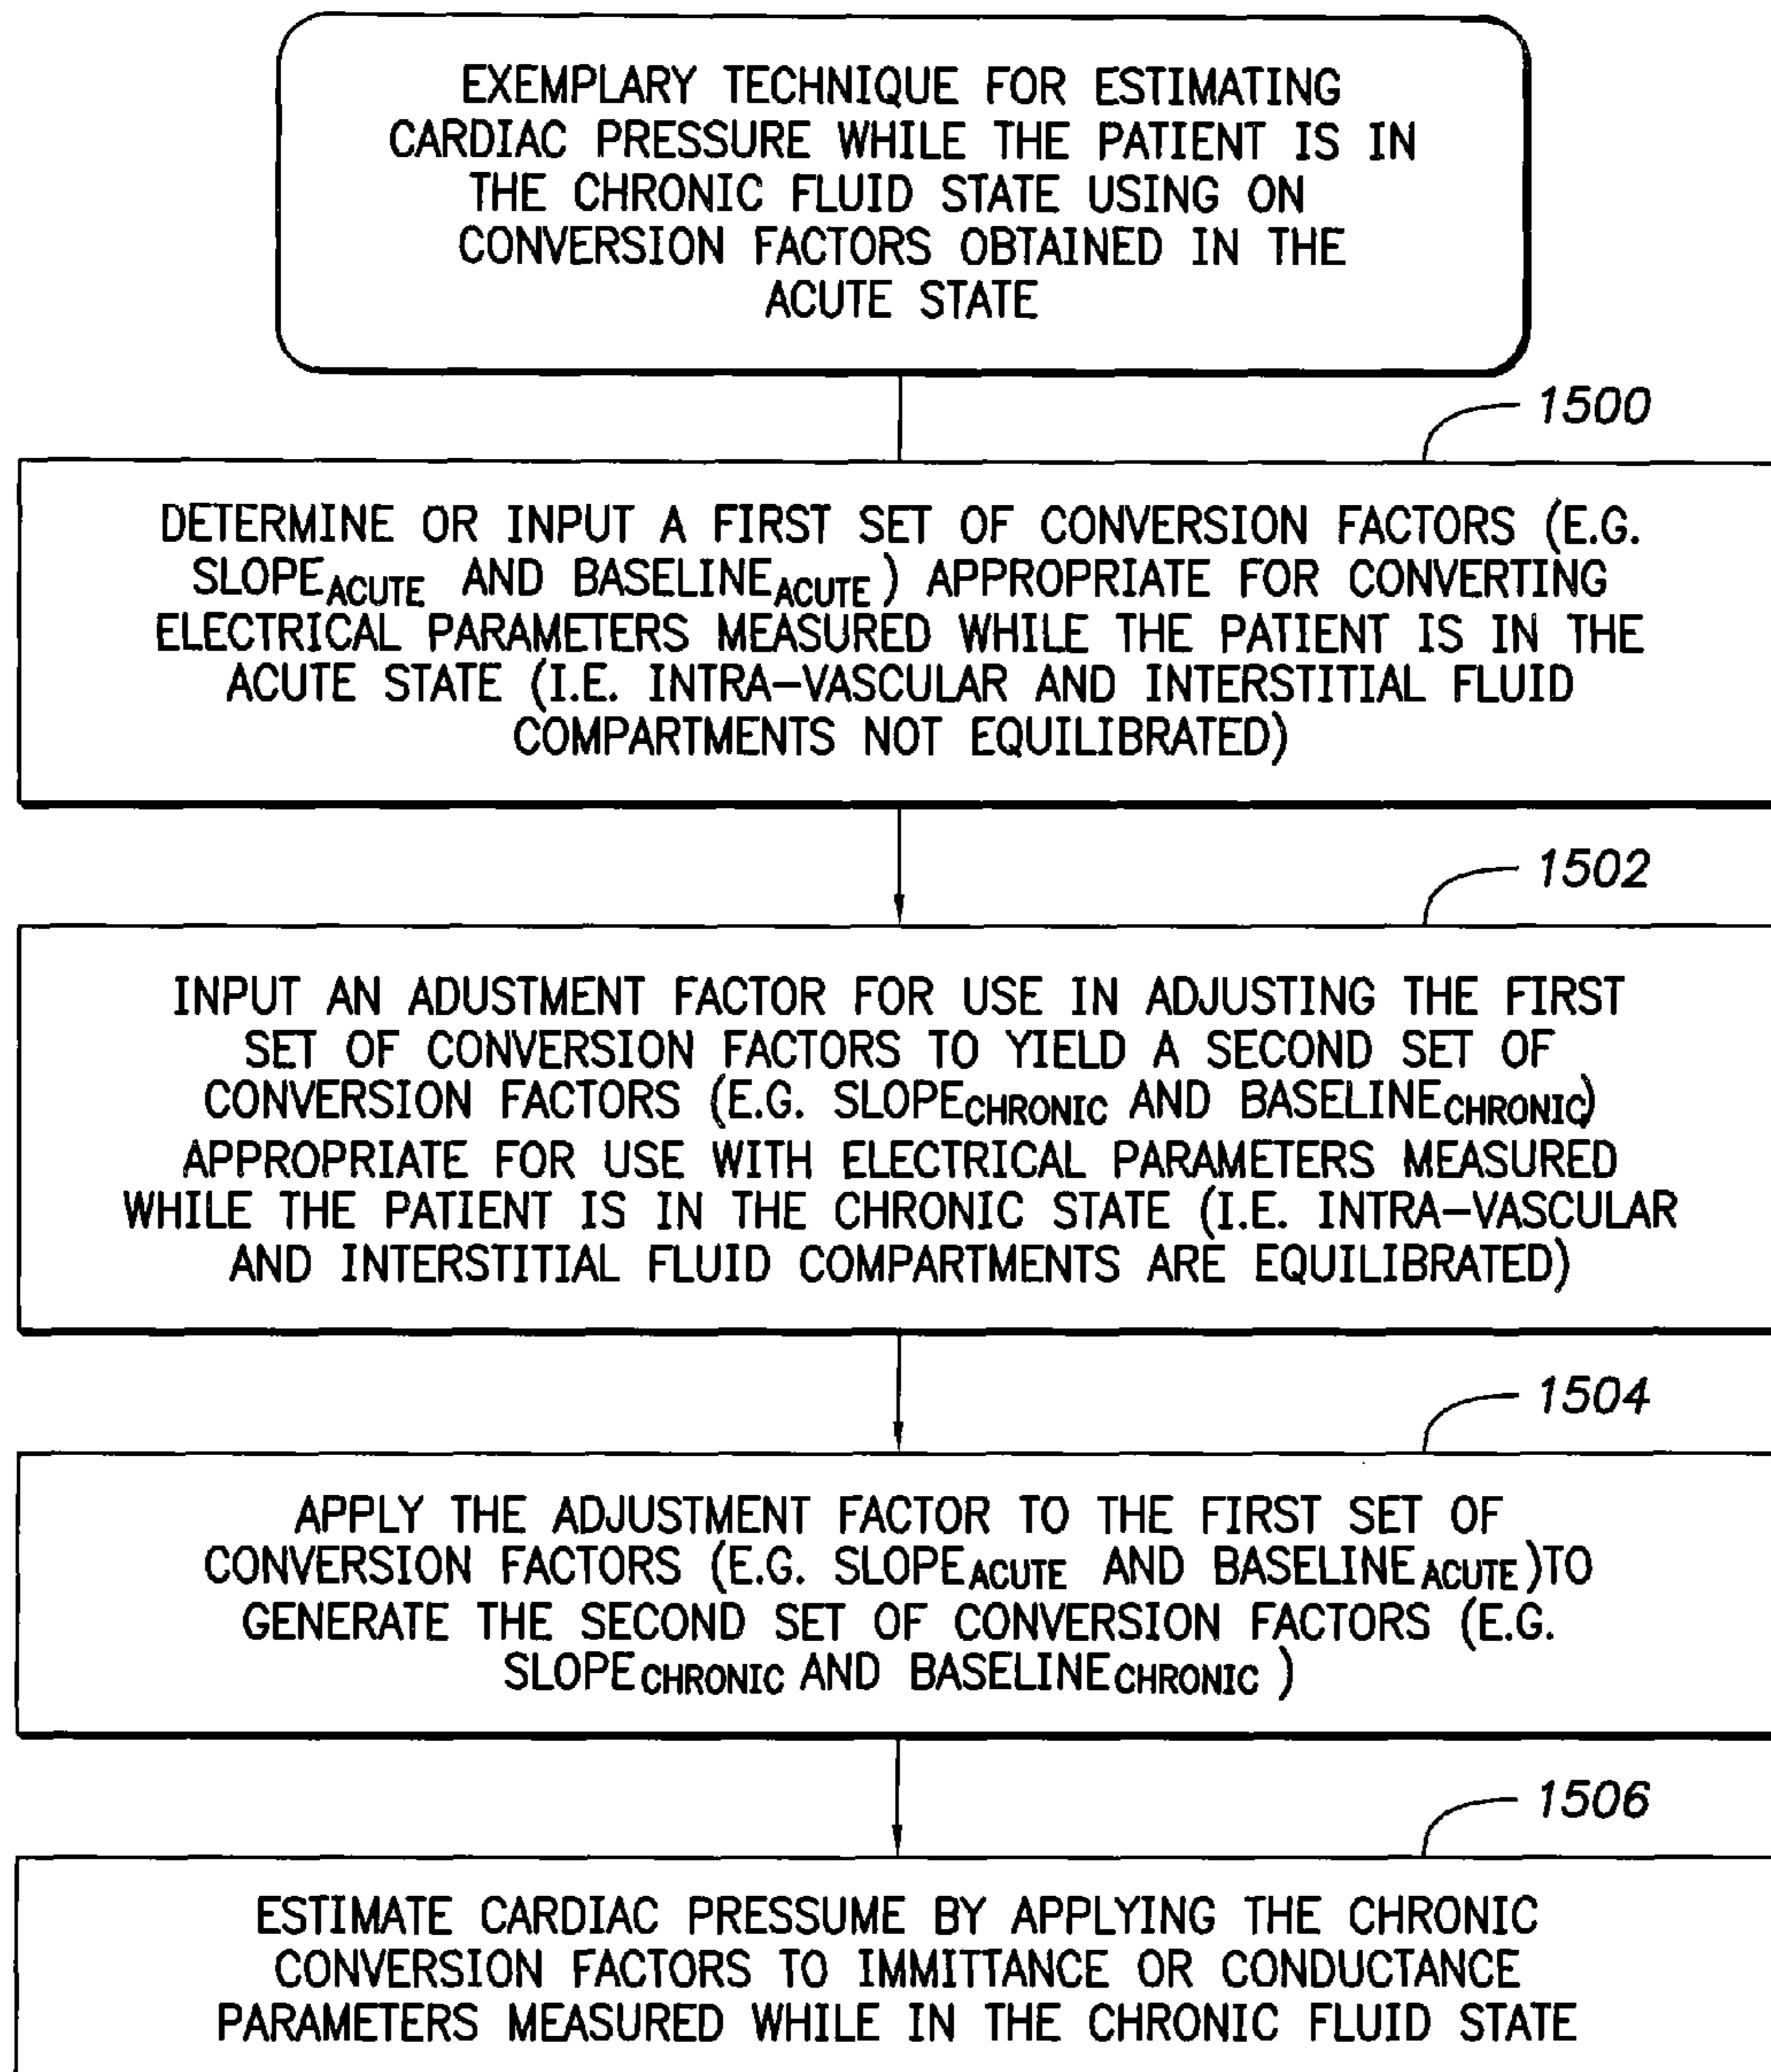 EXEMPLARY TECHNIQUE FOR ESTIMATING
CARDIAC PRESSURE WHILE THE PATIENT IS IN
THE CHRONIC FLUID STATE USING ON
CONVERSION FACTORS OBTAINED IN THE
ACUTE STATE
1500
DETERMINE OR INPUT A FIRST SET OF CONVERSION FACTORS (E.G.
SLOPEACUTE AND BASELINEACUTE) APPROPRIATE FOR CONVERTING
ELECTRICAL PARAMETERS MEASURED WHILE THE PATIENT IS IN THE
ACUTE STATE (I.E. INTRA-VASCULAR AND INTERSTITIAL FLUID
COMPARTMENTS NOT EQUILIBRATED)
1502
INPUT AN ADUSTMENT FACTOR FOR USE IN ADJUSTING THE FIRST
SET OF CONVERSION FACTORS TO YIELD A SECOND SET OF
CONVERSION FACTORS (E.G. SLOPECHRONIC AND BASELINECHRONIC)
APPROPRIATE FOR USE WITH ELECTRICAL PARAMETERS MEASURED
WHILE THE PATIENT IS IN THE CHRONIC STATE (I.E. INTRA-VASCULAR
AND INTERSTITIAL FLUID COMPARTMENTS ARE EQUILIBRATED)
1504
APPLY THE ADJUSTMENT FACTOR TO THE FIRST SET OF
CONVERSION FACTORS (E.G. SLOPEACUTE AND BASELINEACUTE)TO
GENERATE THE SECOND SET OF CONVERSION FACTORS (E.G.
SLOPECHRONIC AND BASELINECHRONIC )
1506
ESTIMATE CARDIAC PRESSUME BY APPLYING THE CHRONIC
CONVERSION FACTORS TO IMMITTANCE OR CONDUCTANCE
PARAMETERS MEASURED WHILE IN THE CHRONIC FLUID STATE